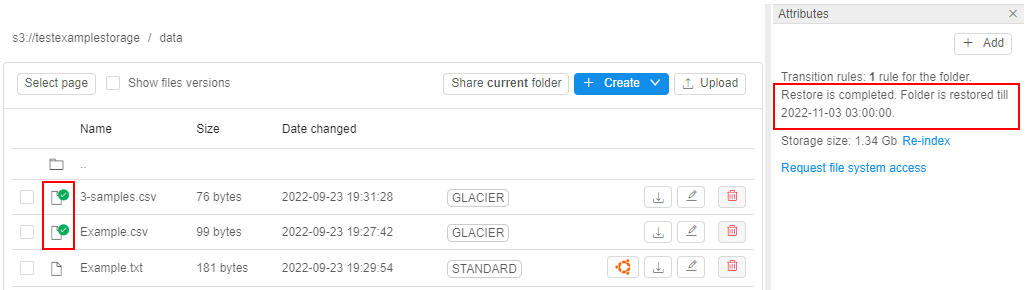 s3://testexamplestorage / data
Select page Show files versions Share current folder + Create Upload
Name Size Date changed
..
3-samples.csv 76 bytes 2022-09-23 19:31:28 GLACIER
Example.csv 99 bytes 2022-09-23 19:27:42 GLACIER
Example.txt 181 bytes 2022-09-23 19:29:54 STANDARD
Attributes ×
+ Add
Transition rules: 1 rule for the folder.
Restore is completed. Folder is restored till
2022-11-03 03:00:00.
Storage size: 1.34 Gb Re-index
Request file system access